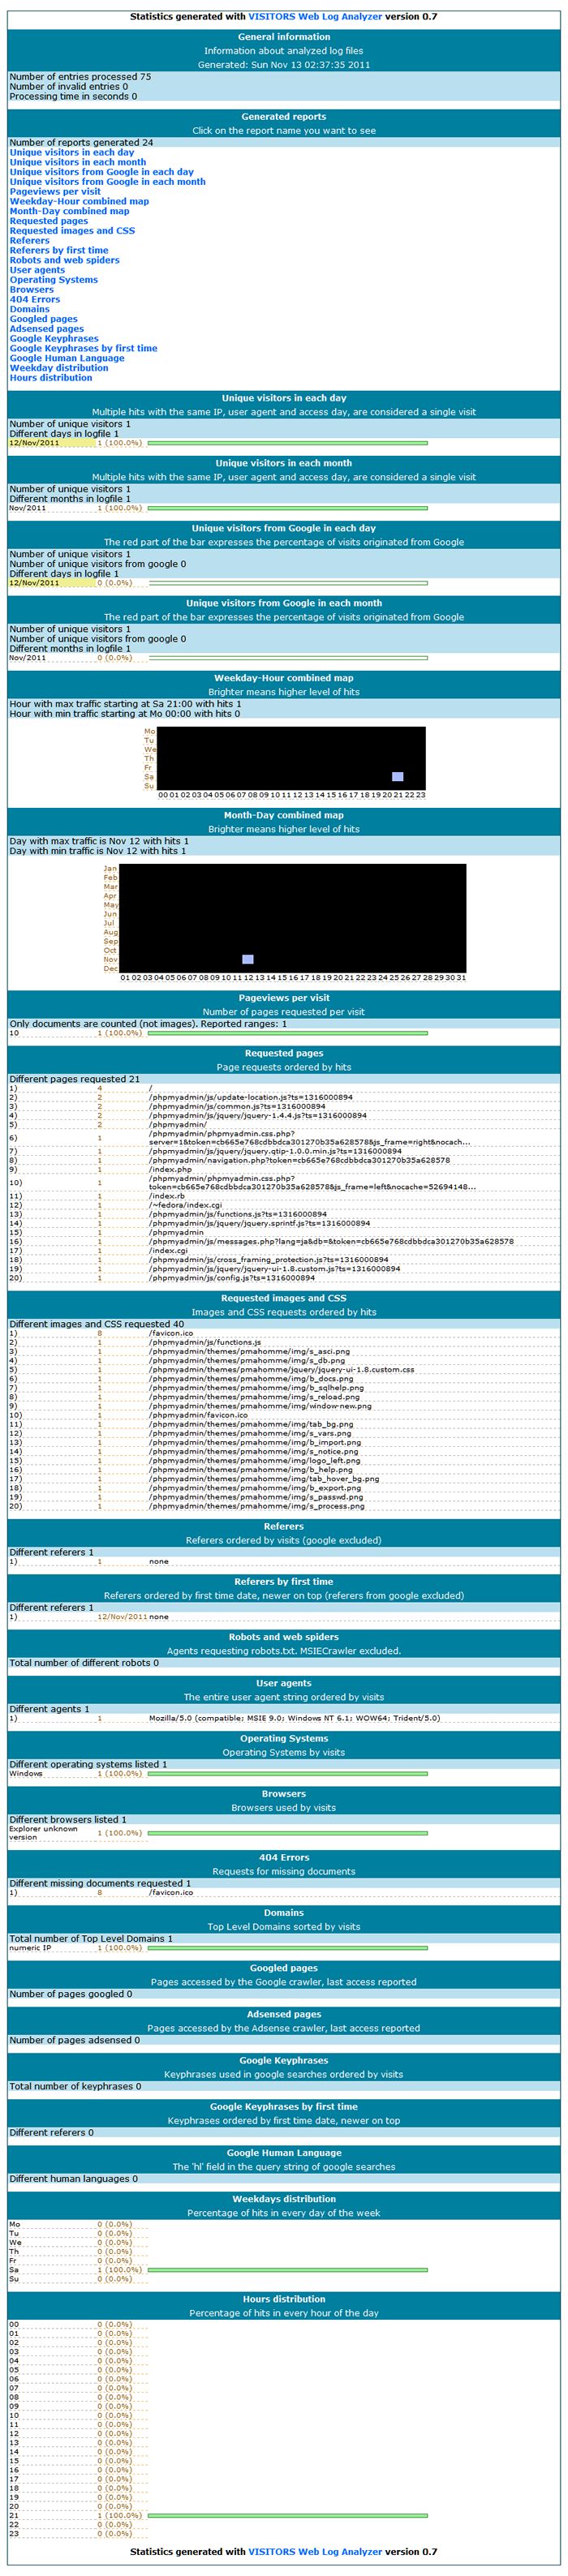 Statistics generated with VISITORS Web Log Analyzer version 0.7
General information
Information about analyzed log files
Generated: Sun Nov 13 02:37:35 2011
Number of entries processed 75
Number of invalid entries 0
Processing time in seconds 0
Generated reports
Click on the report name you want to see
Number of reports generated 24
Unique visitors in each day
Unique visitors in each month
Unique visitors from Google in each day
Unique visitors from Google in each month
Pageviews per visit
Weekday-Hour combined map
Month-Day combined map
Requested pages
Requested images and CSS
Referers
Referers by first time
Robots and web spiders
User agents
Operating Systems
Browsers
404 Errors
Domains
Googled pages
Adsensed pages
Google Keyphrases
Google Keyphrases by first time
Google Human Language
Weekday distribution
Hours distribution
Unique visitors in each day
Multiple hits with the same IP, user agent and access day, are considered a single visit
Number of unique visitors 1
Different days in logfile 1
12/Nov/2011 1 (100.0%)
Unique visitors in each month
Multiple hits with the same IP, user agent and access day, are considered a single visit
Number of unique visitors 1
Different months in logfile 1
Nov/2011 1 (100.0%)
Unique visitors from Google in each day
The red part of the bar expresses the percentage of visits originated from Google
Number of unique visitors 1
Number of unique visitors from google 0
Different days in logfile 1
12/Nov/2011 0 (0.0%)
Unique visitors from Google in each month
The red part of the bar expresses the percentage of visits originated from Google
Number of unique visitors 1
Number of unique visitors from google 0
Different months in logfile 1
Nov/2011 0 (0.0%)
Weekday-Hour combined map
Brighter means higher level of hits
Hour with max traffic starting at Sa 21:00 with hits 1
Hour with min traffic starting at Mo 00:00 with hits 0
Mo
Tu
We
Th
Fr
Sa
Su
00 01 02 03 04 05 06 07 08 09 10 11 12 13 14 15 16 17 18 19 20 21 22 23
Month-Day combined map
Brighter means higher level of hits
Day with max traffic is Nov 12 with hits 1
Day with min traffic is Nov 12 with hits 1
Jan
Feb
Mar
Apr
May
Jun
Jul
Aug
Sep
Oct
Nov
Dec
01 02 03 04 05 06 07 08 09 10 11 12 13 14 15 16 17 18 19 20 21 22 23 24 25 26 27 28 29 30 31
Pageviews per visit
Number of pages requested per visit
Only documents are counted (not images). Reported ranges: 1
10 1 (100.0%)
Requested pages
Page requests ordered by hits
Different pages requested 21
1) 4 /
2) 2 /phpmyadmin/js/update-location.js?ts=1316000894
3) 2 /phpmyadmin/js/common.js?ts=1316000894
4) 2 /phpmyadmin/js/jquery/jquery-1.4.4.js?ts=1316000894
5) 2 /phpmyadmin/
6) 1 /phpmyadmin/phpmyadmin.css.php?
server=1&token=cb665e768cdbbdca301270b35a628578&js_frame=right&nocach...
7) 1 /phpmyadmin/js/jquery/jquery.qtip-1.0.0.min.js?ts=1316000894
8) 1 /phpmyadmin/navigation.php?token=cb665e768cdbbdca301270b35a628578
9) 1 /index.php
10) 1 /phpmyadmin/phpmyadmin.css.php?
token=cb665e768cdbbdca301270b35a628578&js_frame=left&nocache=52694148...
11) 1 /index.rb
12) 1 /~fedora/index.cgi
13) 1 /phpmyadmin/js/functions.js?ts=1316000894
14) 1 /phpmyadmin/js/jquery/jquery.sprintf.js?ts=1316000894
15) 1 /phpmyadmin
16) 1 /phpmyadmin/js/messages.php?lang=ja&db=&token=cb665e768cdbbdca301270b35a628578
17) 1 /index.cgi
18) 1 /phpmyadmin/js/cross_framing_protection.js?ts=1316000894
19) 1 /phpmyadmin/js/jquery/jquery-ui-1.8.custom.js?ts=1316000894
20) 1 /phpmyadmin/js/config.js?ts=1316000894
Requested images and CSS
Images and CSS requests ordered by hits
Different images and CSS requested 40
1) 8 /favicon.ico
2) 1 /phpmyadmin/js/functions.js
3) 1 /phpmyadmin/themes/pmahomme/img/s_asci.png
4) 1 /phpmyadmin/themes/pmahomme/img/s_db.png
5) 1 /phpmyadmin/themes/pmahomme/jquery/jquery-ui-1.8.custom.css
6) 1 /phpmyadmin/themes/pmahomme/img/b_docs.png
7) 1 /phpmyadmin/themes/pmahomme/img/b_sqlhelp.png
8) 1 /phpmyadmin/themes/pmahomme/img/s_reload.png
9) 1 /phpmyadmin/themes/pmahomme/img/window-new.png
10) 1 /phpmyadmin/favicon.ico
11) 1 /phpmyadmin/themes/pmahomme/img/tab_bg.png
12) 1 /phpmyadmin/themes/pmahomme/img/s_vars.png
13) 1 /phpmyadmin/themes/pmahomme/img/b_import.png
14) 1 /phpmyadmin/themes/pmahomme/img/s_notice.png
15) 1 /phpmyadmin/themes/pmahomme/img/logo_left.png
16) 1 /phpmyadmin/themes/pmahomme/img/b_help.png
17) 1 /phpmyadmin/themes/pmahomme/img/tab_hover_bg.png
18) 1 /phpmyadmin/themes/pmahomme/img/b_export.png
19) 1 /phpmyadmin/themes/pmahomme/img/s_passwd.png
20) 1 /phpmyadmin/themes/pmahomme/img/s_process.png
Referers
Referers ordered by visits (google excluded)
Different referers 1
1) 1 none
Referers by first time
Referers ordered by first time date, newer on top (referers from google excluded)
Different referers 1
1) 12/Nov/2011 none
Robots and web spiders
Agents requesting robots.txt. MSIECrawler excluded.
Total number of different robots 0
User agents
The entire user agent string ordered by visits
Different agents 1
1) 1 Mozilla/5.0 (compatible; MSIE 9.0; Windows NT 6.1; WOW64; Trident/5.0)
Operating Systems
Operating Systems by visits
Different operating systems listed 1
Windows 1 (100.0%)
Browsers
Browsers used by visits
Different browsers listed 1
Explorer unknown
version 1 (100.0%)
404 Errors
Requests for missing documents
Different missing documents requested 1
1) 8 /favicon.ico
Domains
Top Level Domains sorted by visits
Total number of Top Level Domains 1
numeric IP 1 (100.0%)
Googled pages
Pages accessed by the Google crawler, last access reported
Number of pages googled 0
Adsensed pages
Pages accessed by the Adsense crawler, last access reported
Number of pages adsensed 0
Google Keyphrases
Keyphrases used in google searches ordered by visits
Total number of keyphrases 0
Google Keyphrases by first time
Keyphrases ordered by first time date, newer on top
Different referers 0
Google Human Language
The 'hl' field in the query string of google searches
Different human languages 0
Weekdays distribution
Percentage of hits in every day of the week
Mo 0 (0.0%)
Tu 0 (0.0%)
We 0 (0.0%)
Th 0 (0.0%)
Fr 0 (0.0%)
Sa 1 (100.0%)
Su 0 (0.0%)
Hours distribution
Percentage of hits in every hour of the day
00 0 (0.0%)
01 0 (0.0%)
02 0 (0.0%)
03 0 (0.0%)
04 0 (0.0%)
05 0 (0.0%)
06 0 (0.0%)
07 0 (0.0%)
08 0 (0.0%)
09 0 (0.0%)
10 0 (0.0%)
11 0 (0.0%)
12 0 (0.0%)
13 0 (0.0%)
14 0 (0.0%)
15 0 (0.0%)
16 0 (0.0%)
17 0 (0.0%)
18 0 (0.0%)
19 0 (0.0%)
20 0 (0.0%)
21 1 (100.0%)
22 0 (0.0%)
23 0 (0.0%)
Statistics generated with VISITORS Web Log Analyzer version 0.7